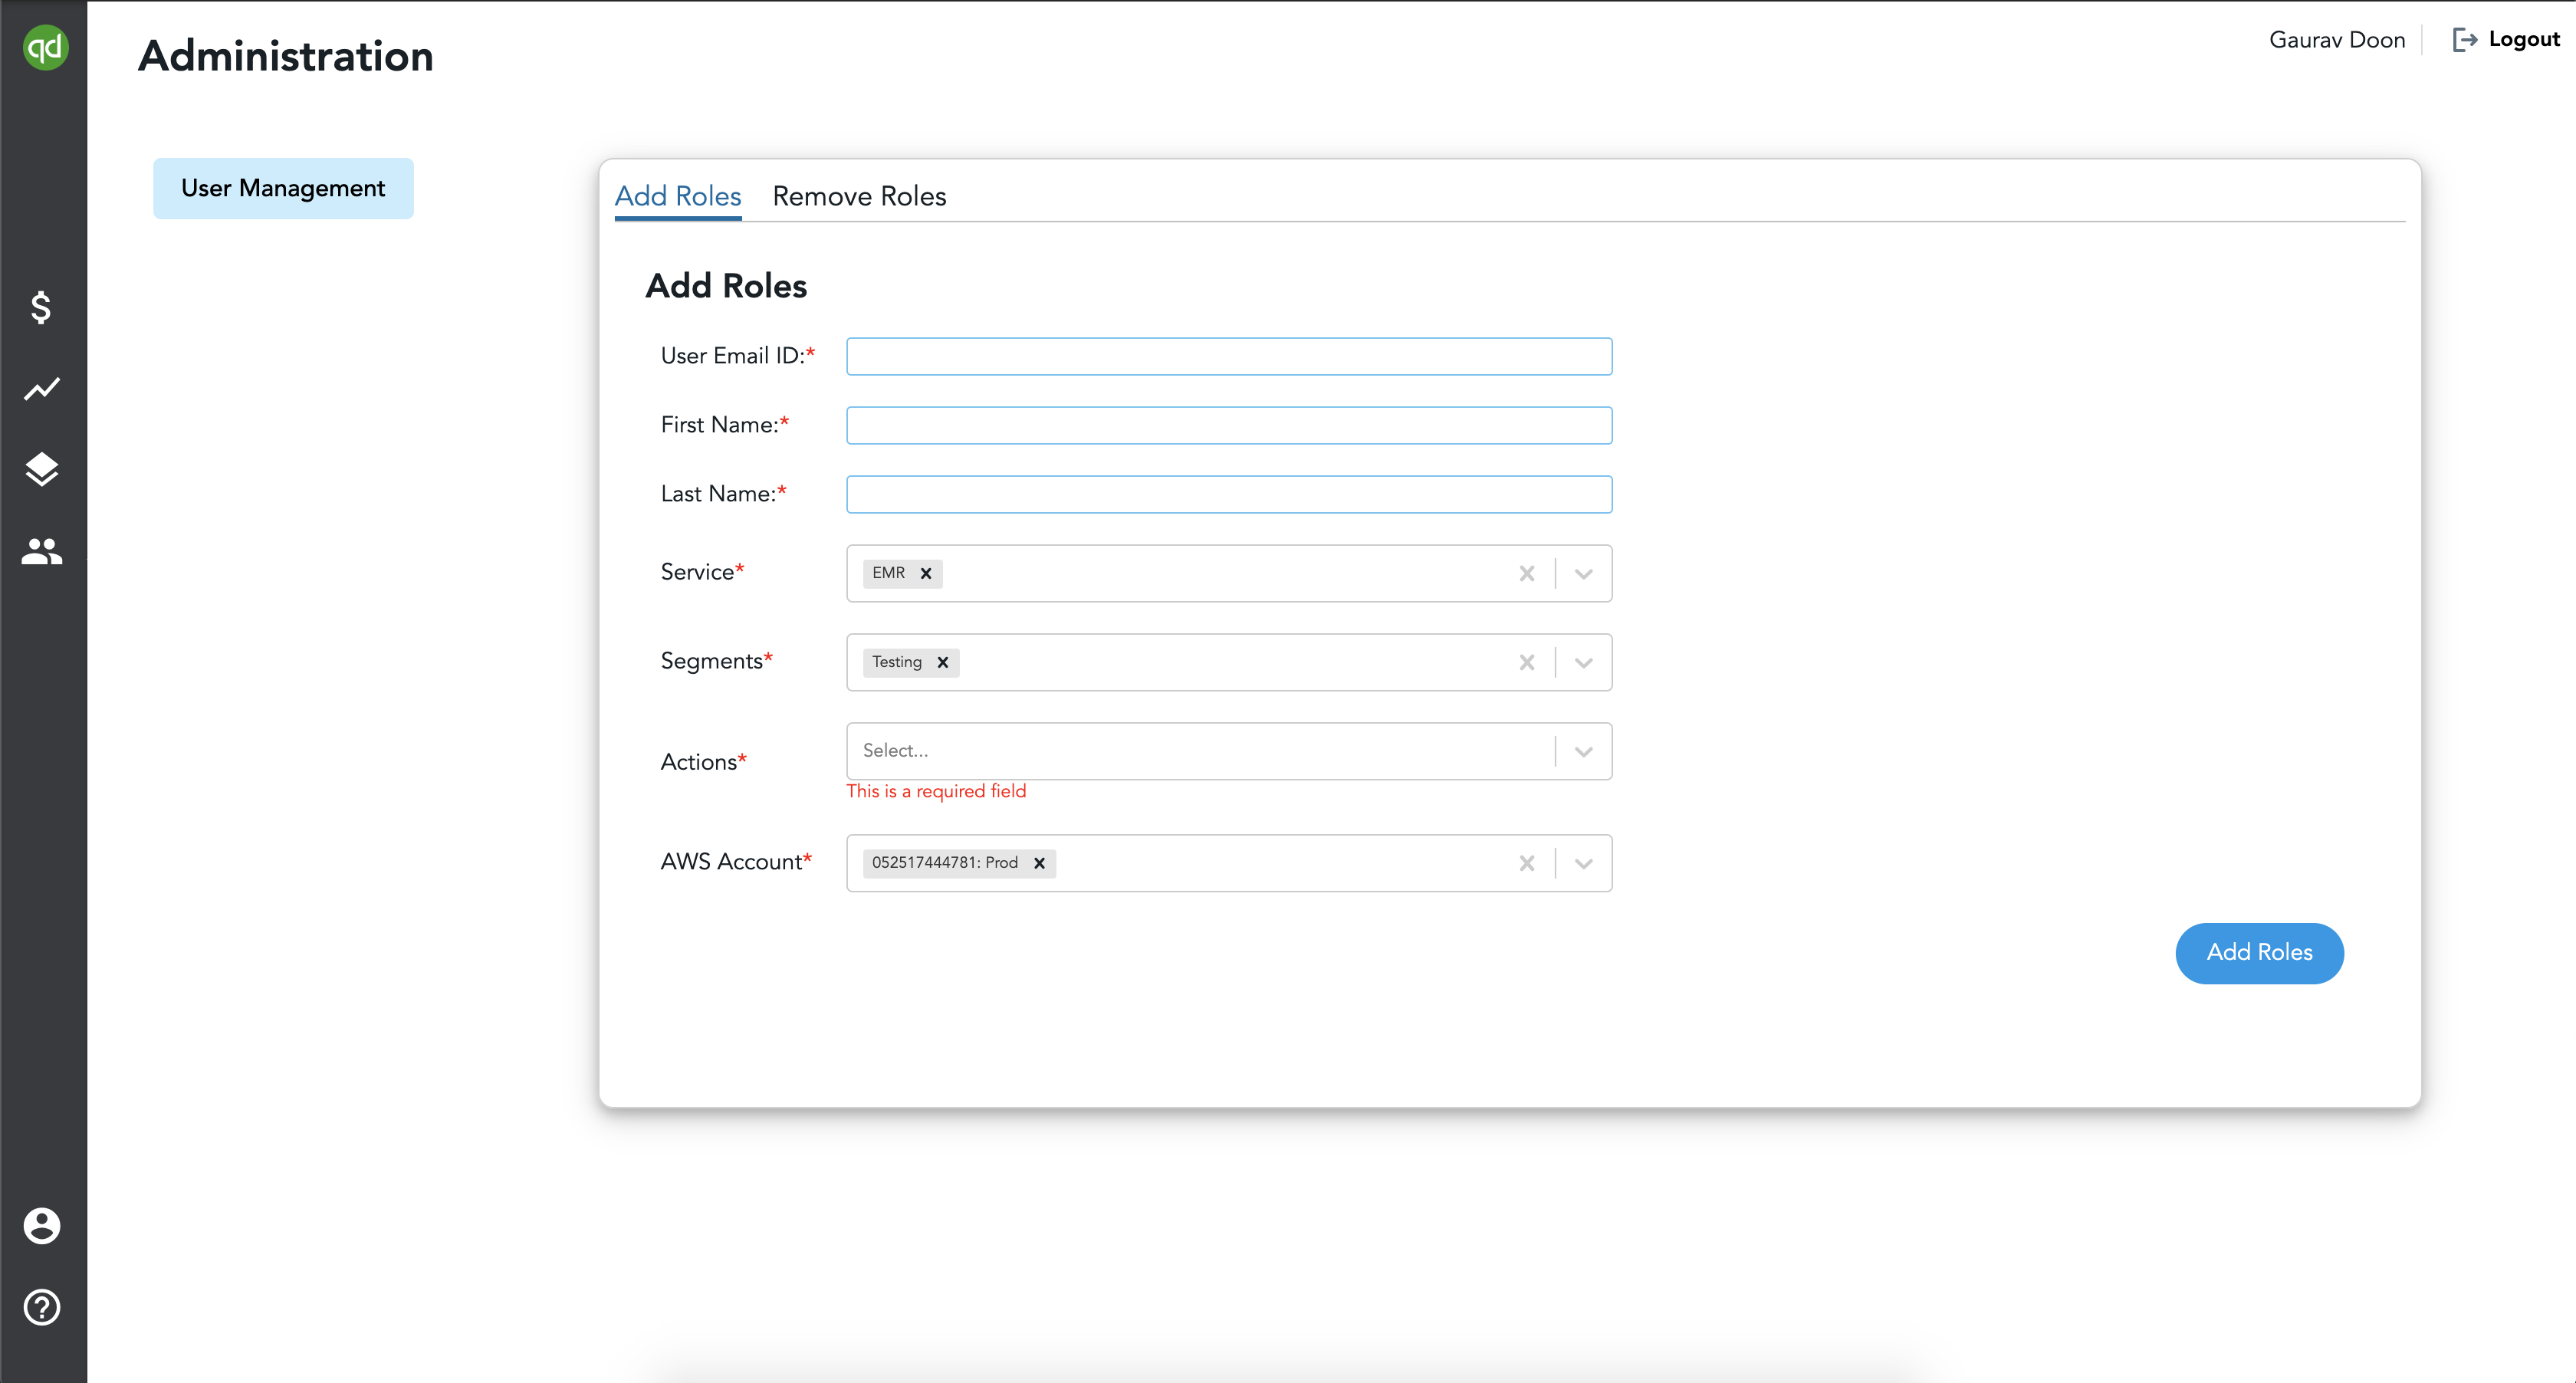 qd
Administration
Gaurav Doon
Logout
User Management
Add Roles
Remove Roles
Add Roles
User Email ID:*
First Name:*
Last Name:*
Service*
EMR
Segments*
Testing
Actions*
Select...
This is a required field
AWS Account*
052517444781: Prod
Add Roles